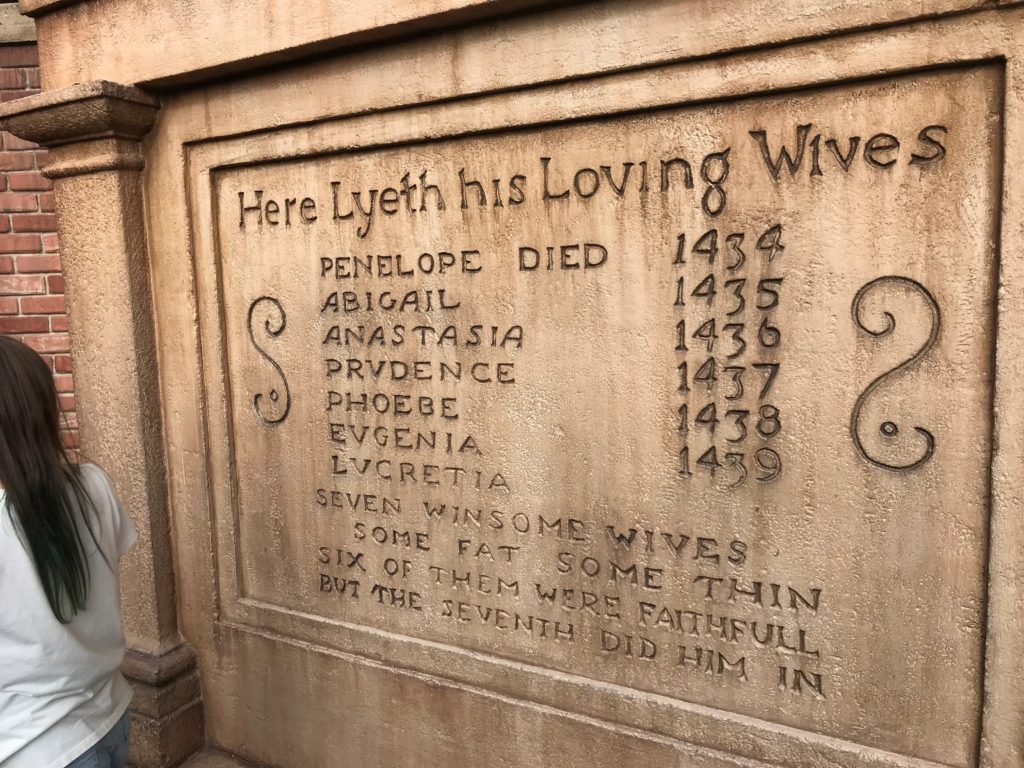 Here Lyeth his Loving Wives
PENELOPE DIED 1434
ABIGAIL 1435
ANASTASIA 1436
PRVDENCE 1437
PHOEBE 1438
EVGENIA 1439
LVCRETIA
SEVEN WINSOME WIVES
SOME FAT SOME THIN
SIX OF THEM WERE FAITHFULL
BUT THE SEVENTH DID HIM IN